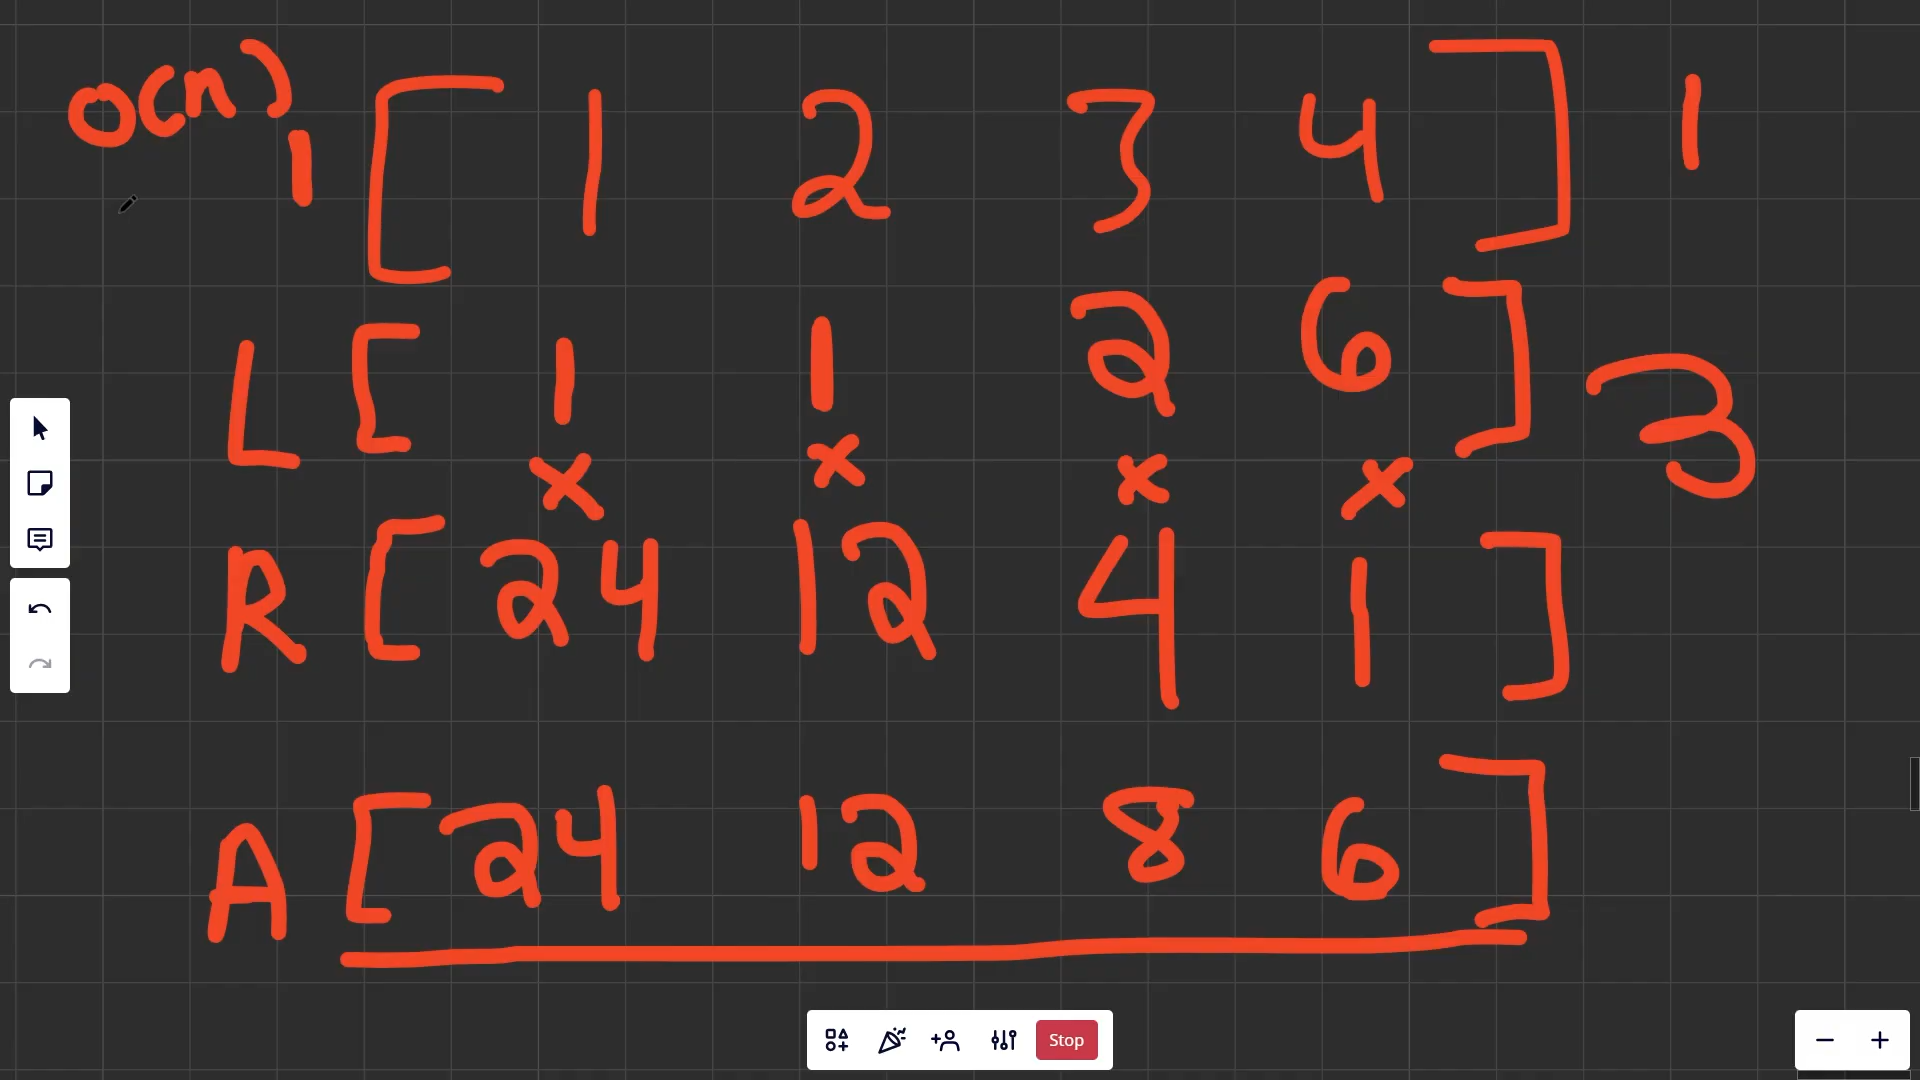 O(n)
1 [ 1 2 3 4 ] 1
L [ 1 1 2 6 ] 3
x x x x
R [ 24 12 4 1 ]
A [ 24 12 8 6 ]
Stop